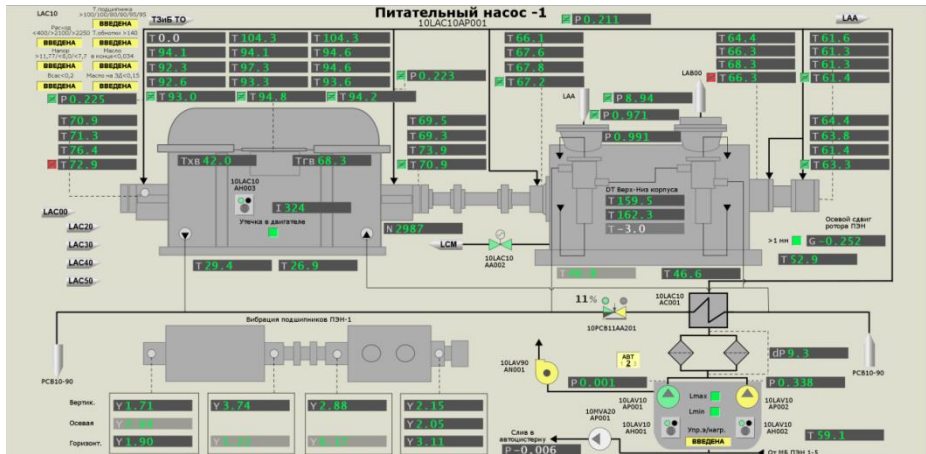 Питательный насос -1
10LAC10AP001
LAC10
Т.подшипника
>100/100/80/80/95/85
ВВЕДЕНА
Расход
<400/>2100/>2250
Т.обмотки >140
ВВЕДЕНА
ВВЕДЕНА
Напор
>11,77/<8,0/<7,7
Масло
в конце<0,034
ВВЕДЕНА
ВВЕДЕНА
Всас<0,2
Масло на ЭД<0,15
ВВЕДЕНА
ВВЕДЕНА
ТЗиБ ТО
P 0.211
LAA
T 0.0
T 104.3
T 104.3
T 94.1
T 94.1
T 94.6
T 92.3
T 97.3
T 94.6
T 92.6
T 93.3
T 93.6
T 93.0
T 94.8
T 94.2
P 0.225
P 0.223
T 66.1
T 67.6
T 67.8
T 67.2
T 64.4
T 66.3
T 68.3
T 66.3
T 61.6
T 61.3
T 61.3
T 61.4
LAA
LAB00
P 8.94
P 0.971
P 0.991
T 70.9
T 71.3
T 76.4
T 72.9
T 69.5
T 69.3
T 73.9
T 70.9
T 64.4
T 63.8
T 61.4
T 63.3
Тхв 42.0
Тгв 68.3
10LAC10
AH003
I 324
Утечка в двигателе
DT Верх-Низ корпуса
T 159.5
T 162.3
T -3.0
Осевой сдвиг
ротора ПЭН
>1 мм
G -0.252
T 52.9
LAC00
LAC20
LAC30
LAC40
LAC50
N 2987
LCM
10LAC10
AA002
T 29.4
T 26.9
T 46.6
11%
10PCB11AA201
10LAC10
AC001
PCB10-90
PCB10-90
Вибрация подшипников ПЭН-1
dP 9.3
10LAV90
AN001
АВТ
2
P 0.001
P 0.338
Вертик.
Y 1.71
Y 3.74
Y 2.88
Y 2.15
Осевая
Y 2.05
Горизонт.
Y 1.90
Y 3.11
10LAV10
AP001
Lmax
Lmin
10LAV10
AP002
10HVA20
AP001
10LAV10
AH001
Упр.э/нагр.
ВВЕДЕНА
10LAV10
AH002
T 59.1
Слив в
автоцистерну
P -0.006
От НБ ПЭН 1-5